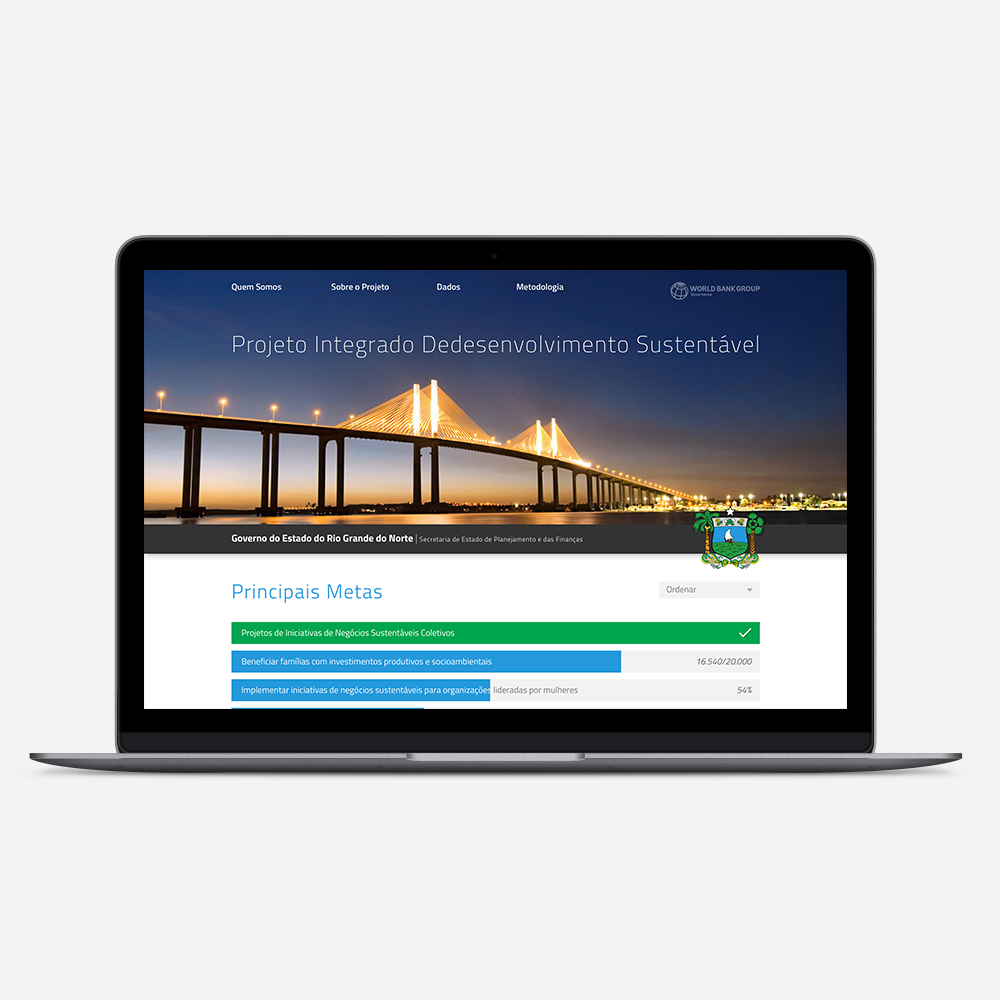 Quem Somos Sobre o Projeto Dados Metodologia
WORLD BANK GROUP
Governance
Projeto Integrado Dedesenvolvimento Sustentável
Governo do Estado do Rio Grande do Norte | Secretaria de Estado de Planejamento e das Finanças
Principais Metas
Ordenar
Projetos de Iniciativas de Negócios Sustentáveis Coletivos
Beneficiar famílias com investimentos produtivos e socioambientais 16.540/20.000
Implementar iniciativas de negócios sustentáveis para organizações lideradas por mulheres 54%